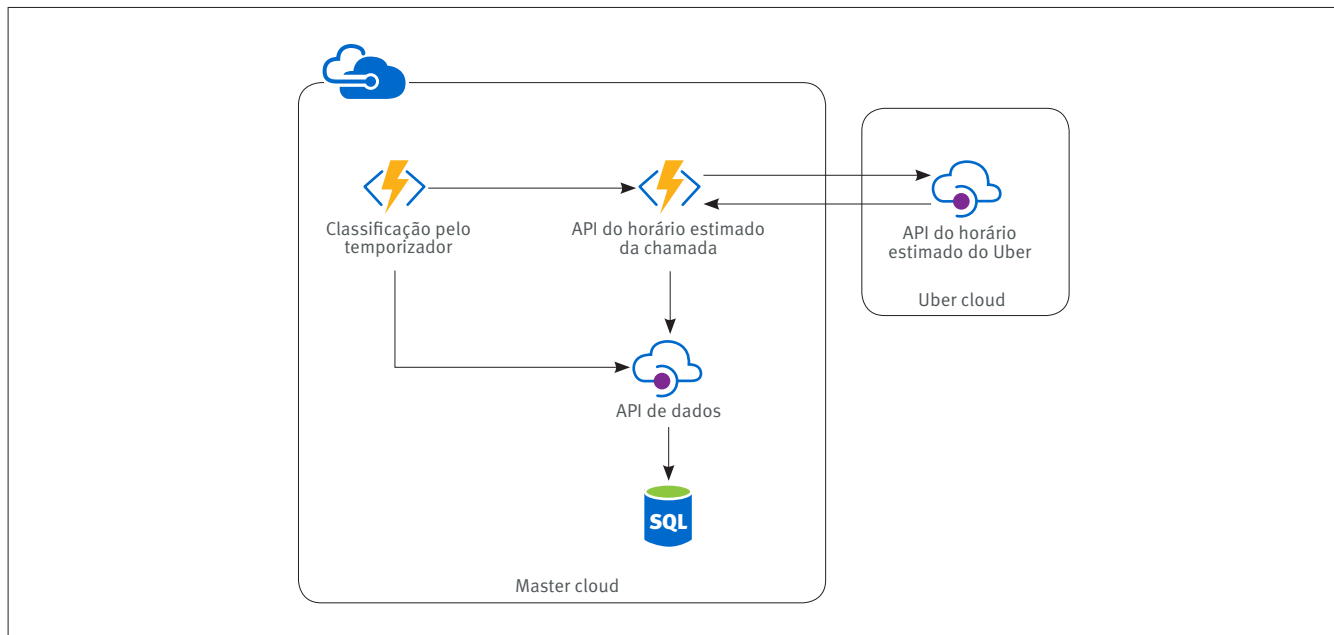 Classificação pelo
temporizador
API do horário estimado
da chamada
API do horário
estimado do Uber
Uber cloud
API de dados
SQL
Master cloud